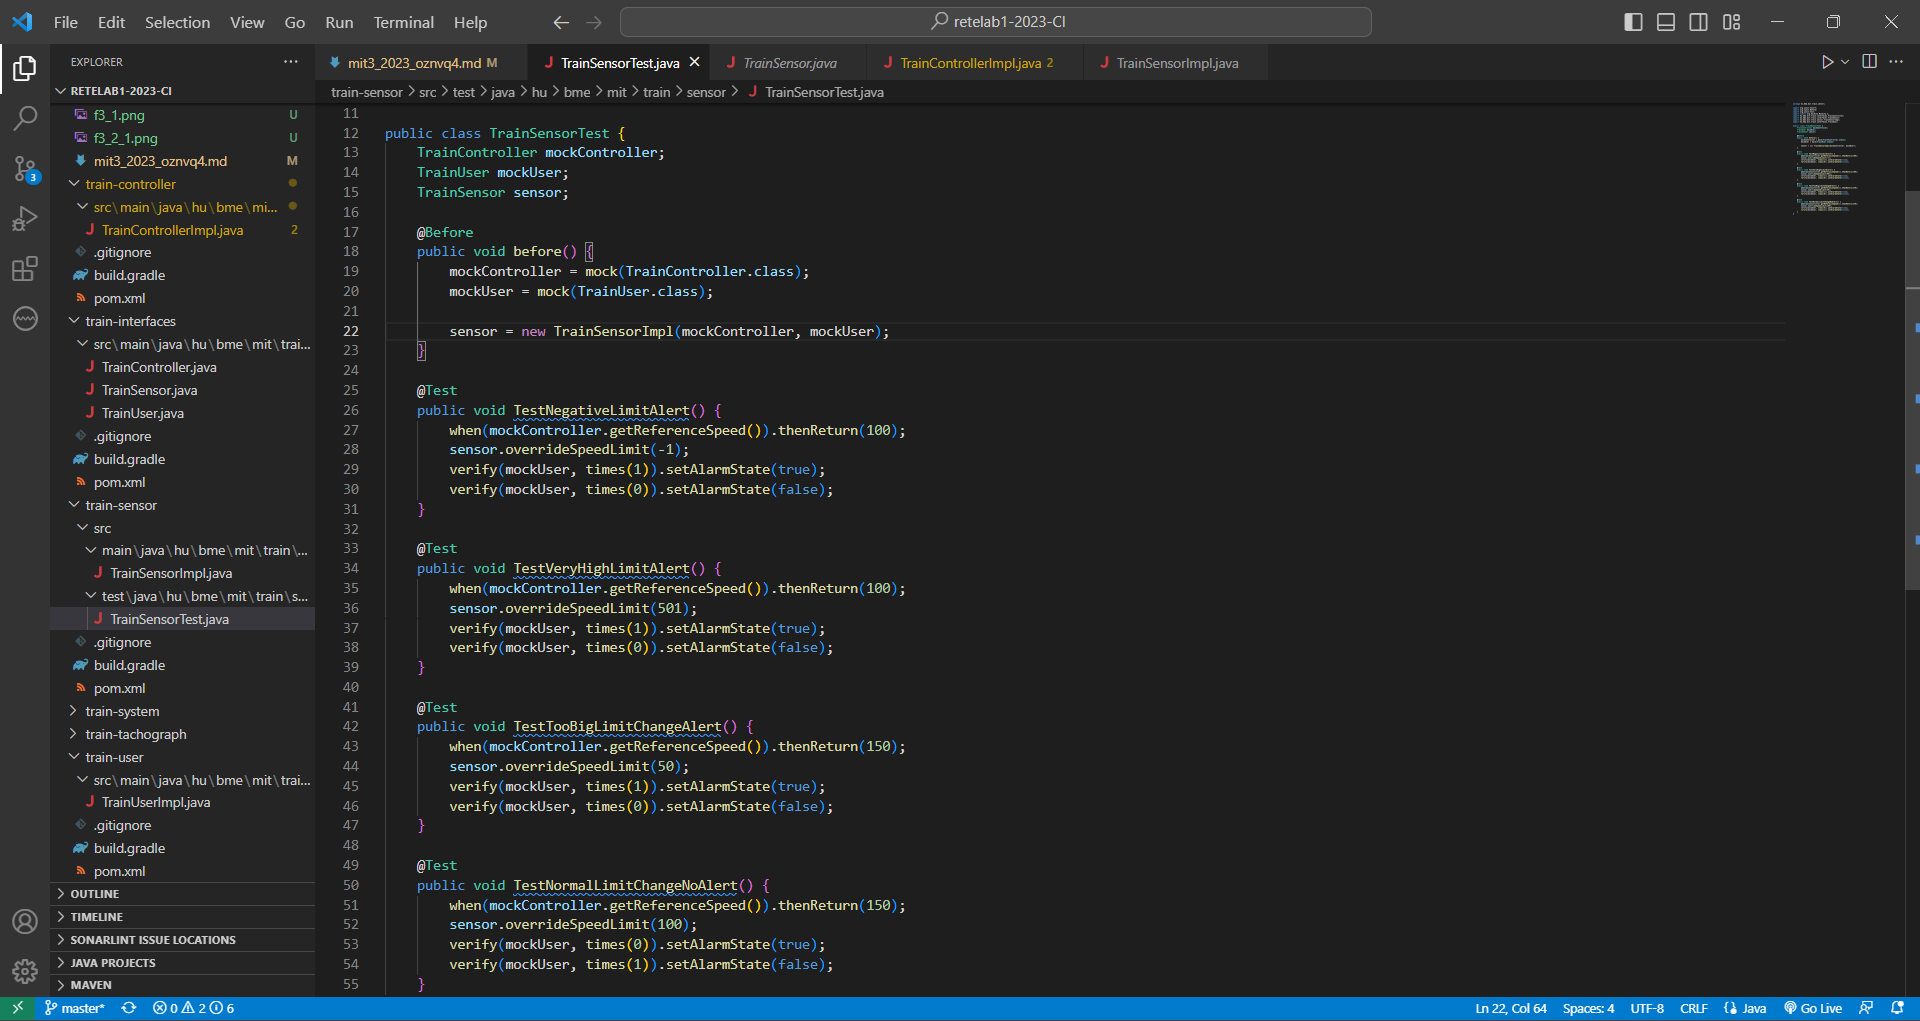 File Edit Selection View Go Run Terminal Help
retelab1-2023-CI
EXPLORER
RETELAB1-2023-CI
f3_1.png U
f3_2_1.png U
mit3_2023_oznvq4.md M
train-controller
src\main\java\hu\bme\mi...
TrainControllerImpl.java 2
.gitignore
build.gradle
pom.xml
train-interfaces
src\main\java\hu\bme\mit\trai...
TrainController.java
TrainSensor.java
TrainUser.java
.gitignore
build.gradle
pom.xml
train-sensor
src
main\java\hu\bme\mit\train\...
TrainSensorImpl.java
test\java\hu\bme\mit\train\s...
TrainSensorTest.java
.gitignore
build.gradle
pom.xml
train-system
train-tachograph
train-user
src\main\java\hu\bme\mit\trai...
TrainUserImpl.java
.gitignore
build.gradle
pom.xml
OUTLINE
TIMELINE
SONARLINT ISSUE LOCATIONS
JAVA PROJECTS
MAVEN
3
mit3_2023_oznvq4.md M TrainSensorTest.java TrainSensor.java TrainControllerImpl.java 2 TrainSensorImpl.java
train-sensor > src > test > java > hu > bme > mit > train > sensor > TrainSensorTest.java
11
12 public class TrainSensorTest {
13 TrainController mockController;
14 TrainUser mockUser;
15 TrainSensor sensor;
16
17 @Before
18 public void before() {
19 mockController = mock(TrainController.class);
20 mockUser = mock(TrainUser.class);
21
22 sensor = new TrainSensorImpl(mockController, mockUser);
23 }
24
25 @Test
26 public void TestNegativeLimitAlert() {
27 when(mockController.getReferenceSpeed()).thenReturn(100);
28 sensor.overrideSpeedLimit(-1);
29 verify(mockUser, times(1)).setAlarmState(true);
30 verify(mockUser, times(0)).setAlarmState(false);
31 }
32
33 @Test
34 public void TestVeryHighLimitAlert() {
35 when(mockController.getReferenceSpeed()).thenReturn(100);
36 sensor.overrideSpeedLimit(501);
37 verify(mockUser, times(1)).setAlarmState(true);
38 verify(mockUser, times(0)).setAlarmState(false);
39 }
40
41 @Test
42 public void TestTooBigLimitChangeAlert() {
43 when(mockController.getReferenceSpeed()).thenReturn(150);
44 sensor.overrideSpeedLimit(50);
45 verify(mockUser, times(1)).setAlarmState(true);
46 verify(mockUser, times(0)).setAlarmState(false);
47 }
48
49 @Test
50 public void TestNormalLimitChangeNoAlert() {
51 when(mockController.getReferenceSpeed()).thenReturn(150);
52 sensor.overrideSpeedLimit(100);
53 verify(mockUser, times(0)).setAlarmState(true);
54 verify(mockUser, times(1)).setAlarmState(false);
55 }
master* 0 2 6 Ln 22, Col 64 Spaces: 4 UTF-8 CRLF Java Go Live